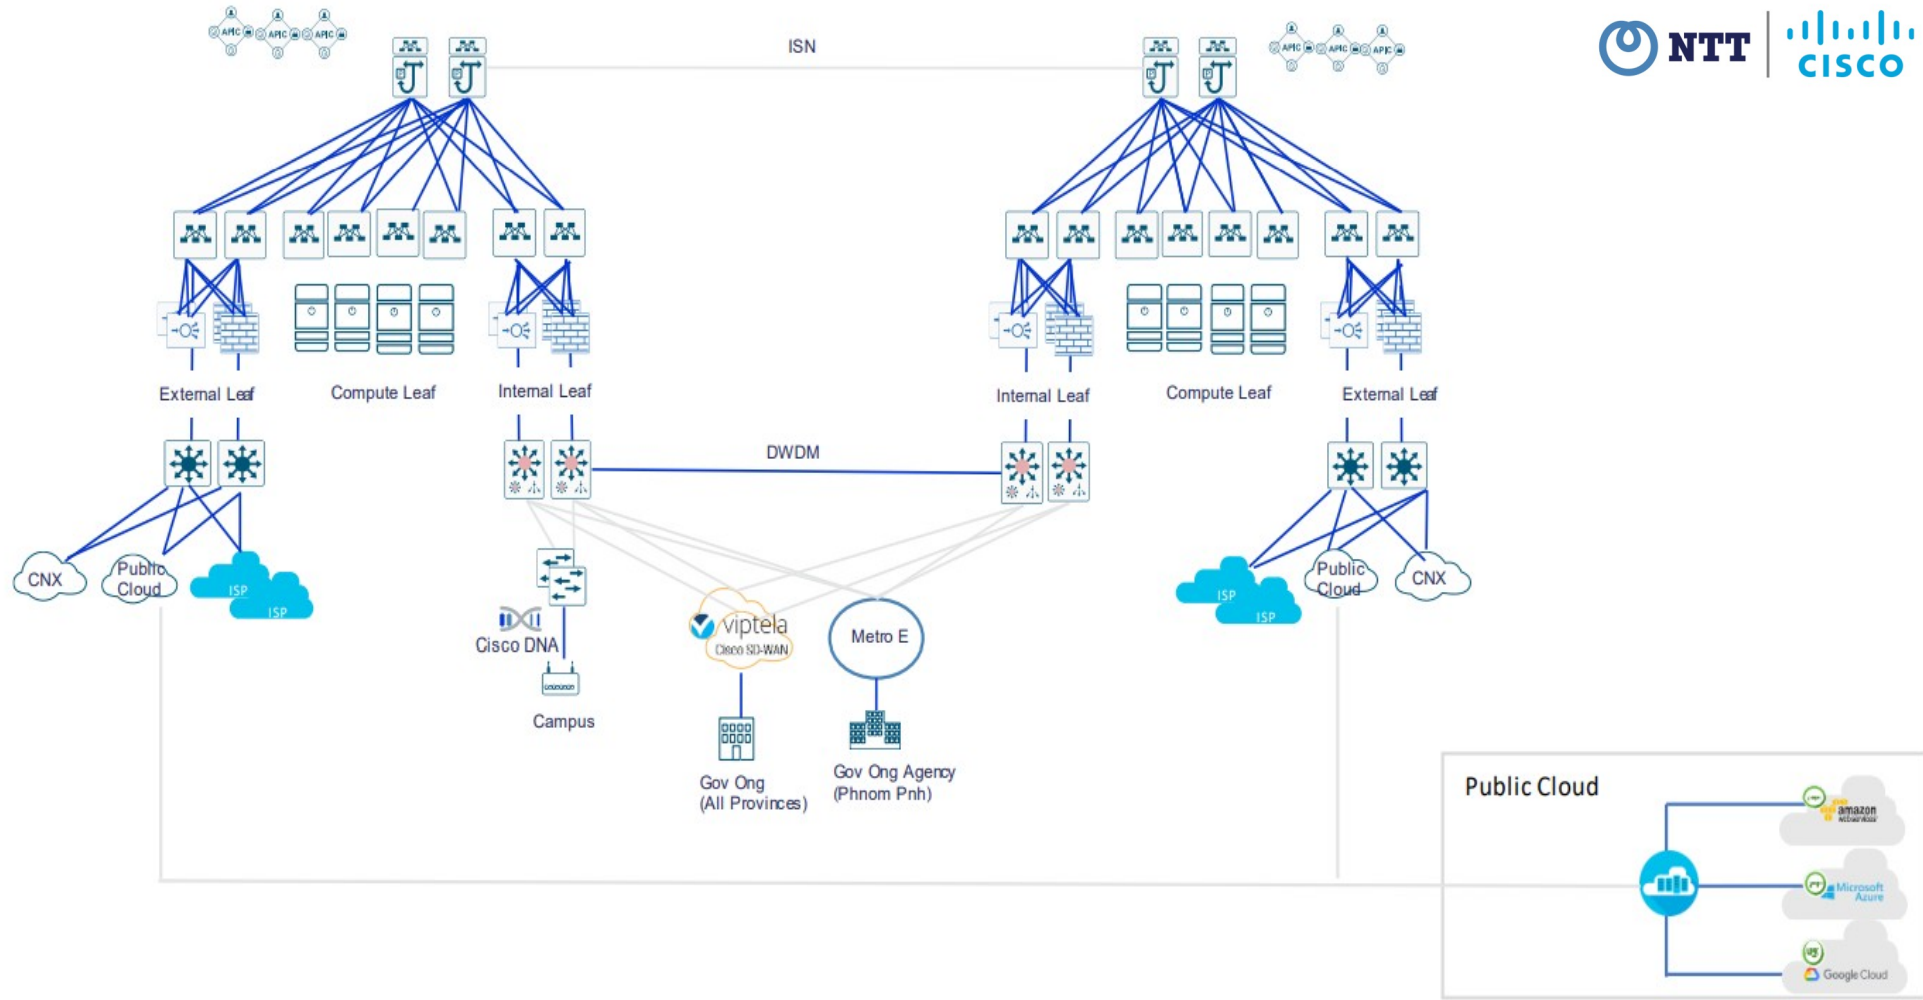 APIC APIC APIC
ISN
APIC APIC APIC
NTT
CISCO
External Leaf
Compute Leaf
Internal Leaf
Internal Leaf
Compute Leaf
External Leaf
DWDM
CNX
Public
Cloud
ISP
ISP
Cisco DNA
Campus
viptela
Cisco SD-WAN
Metro E
Gov Ong
(All Provinces)
Gov Ong Agency
(Phnom Pnh)
ISP
ISP
Public
Cloud
CNX
Public Cloud
amazon
webservices
Microsoft
Azure
Google Cloud